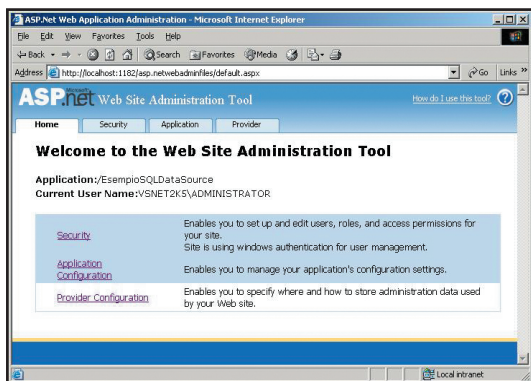 ASP.Net Web Application Administration - Microsoft Internet Explorer
File Edit View Favorites Tools Help
Back Search Favorites Media
Address http://localhost:1182/asp.netwebadminfiles/default.aspx Go Links »
Microsoft
ASP.net Web Site Administration Tool How do I use this tool? ?
Home Security Application Provider
Welcome to the Web Site Administration Tool
Application:/EsempioSQLDataSource
Current User Name:VSNET2K5\ADMINISTRATOR
Security
Enables you to set up and edit users, roles, and access permissions for
your site.
Site is using windows authentication for user management.
Application
Configuration
Enables you to manage your application's configuration settings.
Provider Configuration
Enables you to specify where and how to store administration data used
by your Web site.
Local intranet